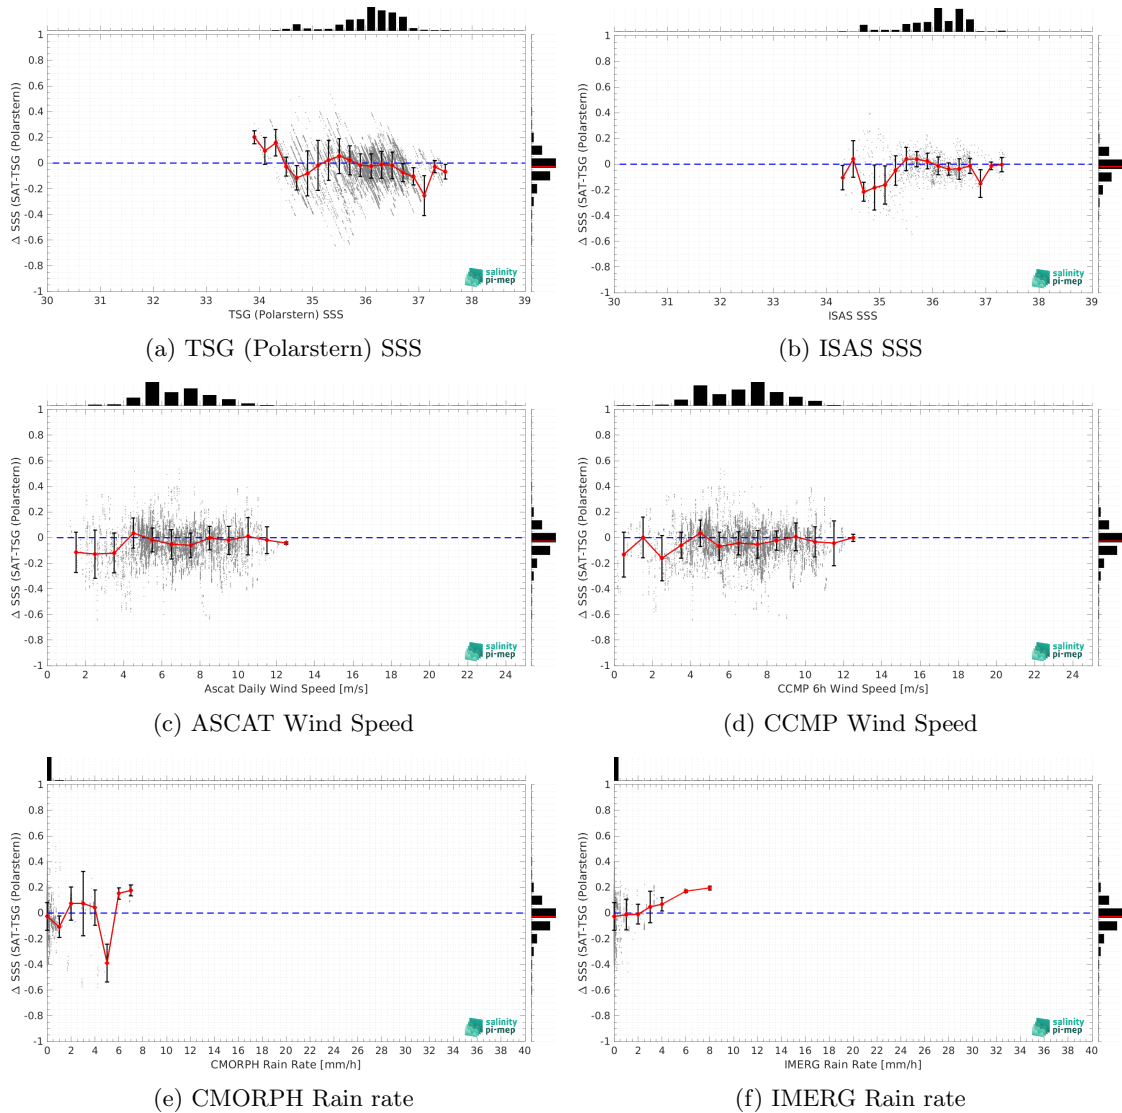 1
0.8
0.6
0.4
0.2
0
-0.2
-0.4
-0.6
-0.8
-1
Δ SSS (SAT-TSG (Polarstern))
salinity
pi-mep
30 31 32 33 34 35 36 37 38 39
TSG (Polarstern) SSS
(a) TSG (Polarstern) SSS
1
0.8
0.6
0.4
0.2
0
-0.2
-0.4
-0.6
-0.8
-1
Δ SSS (SAT-TSG (Polarstern))
salinity
pi-mep
30 31 32 33 34 35 36 37 38 39
ISAS SSS
(b) ISAS SSS
1
0.8
0.6
0.4
0.2
0
-0.2
-0.4
-0.6
-0.8
-1
Δ SSS (SAT-TSG (Polarstern))
salinity
pi-mep
0 2 4 6 8 10 12 14 16 18 20 22 24
Ascat Daily Wind Speed [m/s]
(c) ASCAT Wind Speed
1
0.8
0.6
0.4
0.2
0
-0.2
-0.4
-0.6
-0.8
-1
Δ SSS (SAT-TSG (Polarstern))
salinity
pi-mep
0 2 4 6 8 10 12 14 16 18 20 22 24
CCMP 6h Wind Speed [m/s]
(d) CCMP Wind Speed
1
0.8
0.6
0.4
0.2
0
-0.2
-0.4
-0.6
-0.8
-1
Δ SSS (SAT-TSG (Polarstern))
salinity
pi-mep
0 2 4 6 8 10 12 14 16 18 20 22 24 26 28 30 32 34 36 38 40
CMORPH Rain Rate [mm/h]
(e) CMORPH Rain rate
1
0.8
0.6
0.4
0.2
0
-0.2
-0.4
-0.6
-0.8
-1
Δ SSS (SAT-TSG (Polarstern))
salinity
pi-mep
0 2 4 6 8 10 12 14 16 18 20 22 24 26 28 30 32 34 36 38 40
IMERG Rain Rate [mm/h]
(f) IMERG Rain rate